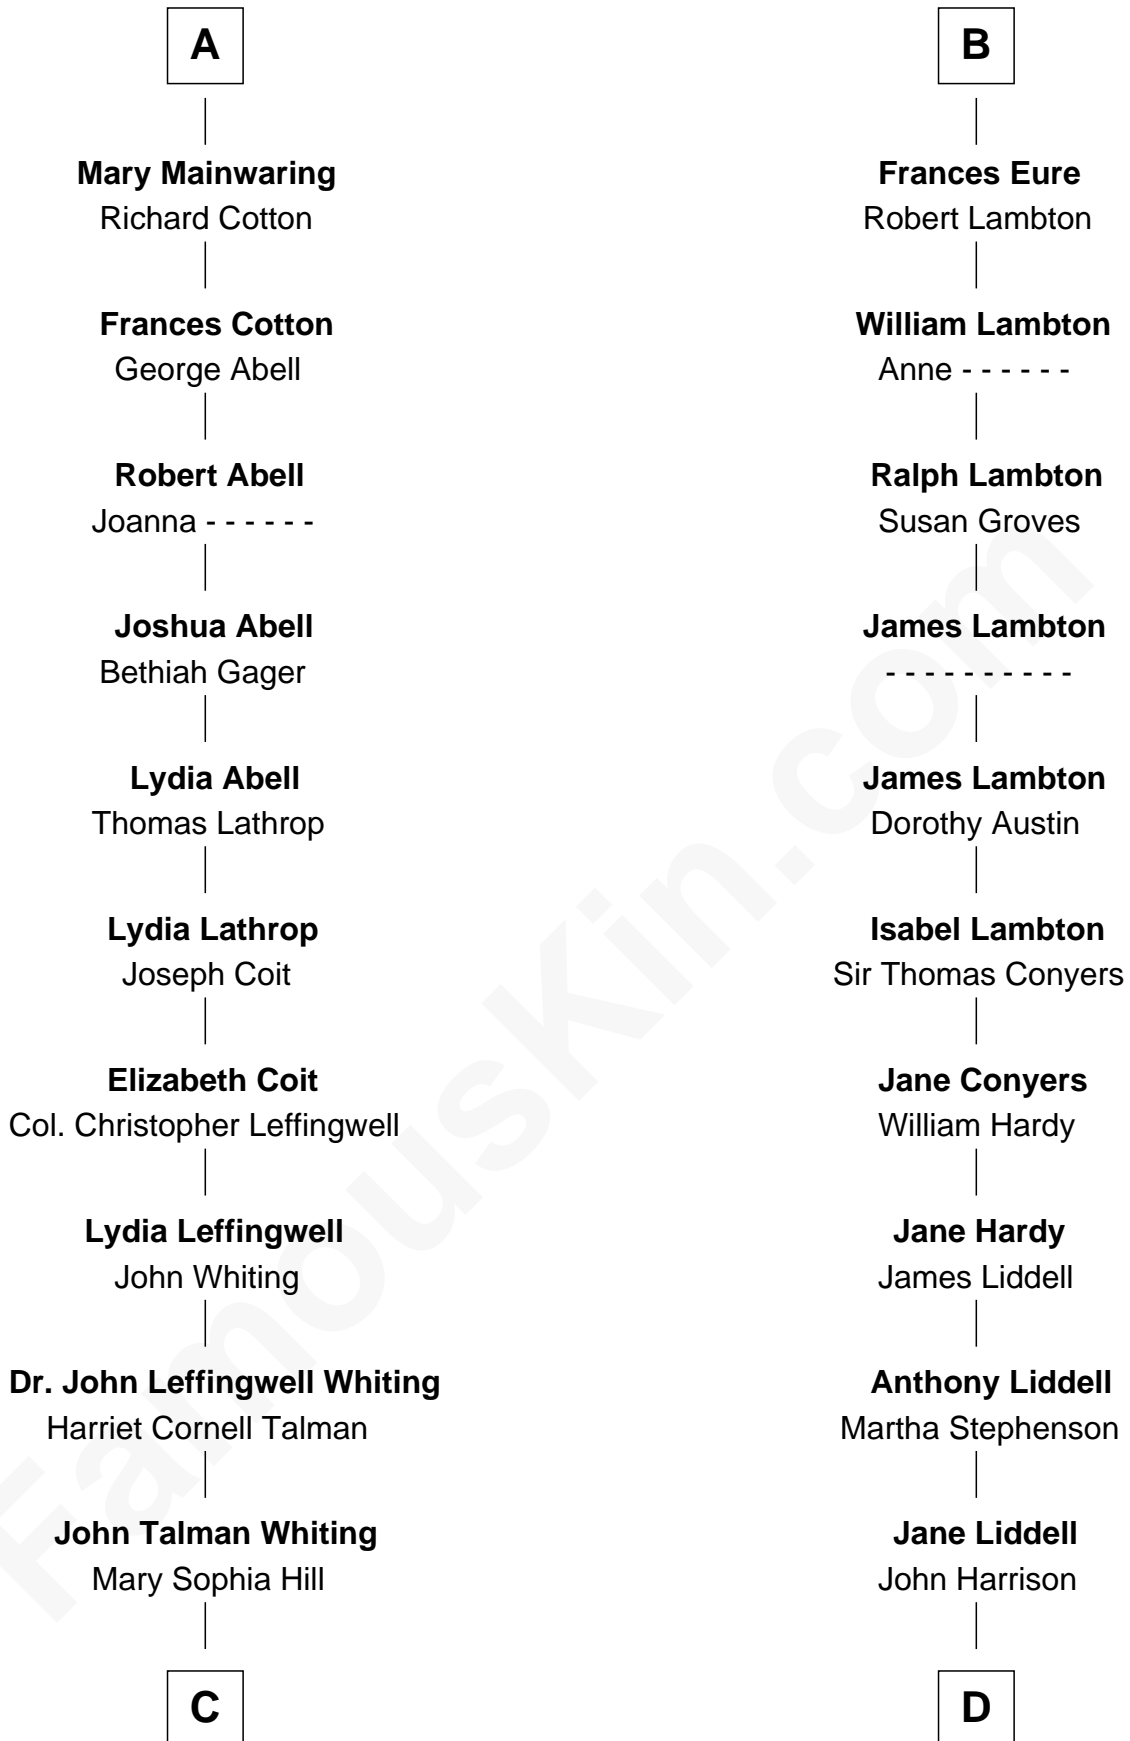 A
Mary Mainwaring
Richard Cotton
Frances Cotton
George Abell
Robert Abell
Joanna - - - - - -
Joshua Abell
Bethiah Gager
Lydia Abell
Thomas Lathrop
Lydia Lathrop
Joseph Coit
Elizabeth Coit
Col. Christopher Leffingwell
Lydia Leffingwell
John Whiting
Dr. John Leffingwell Whiting
Harriet Cornell Talman
John Talman Whiting
Mary Sophia Hill
C
B
Frances Eure
Robert Lambton
William Lambton
Anne - - - - - -
Ralph Lambton
Susan Groves
James Lambton
- - - - - - - - - -
James Lambton
Dorothy Austin
Isabel Lambton
Sir Thomas Conyers
Jane Conyers
William Hardy
Jane Hardy
James Liddell
Anthony Liddell
Martha Stephenson
Jane Liddell
John Harrison
D
FamousKin.com